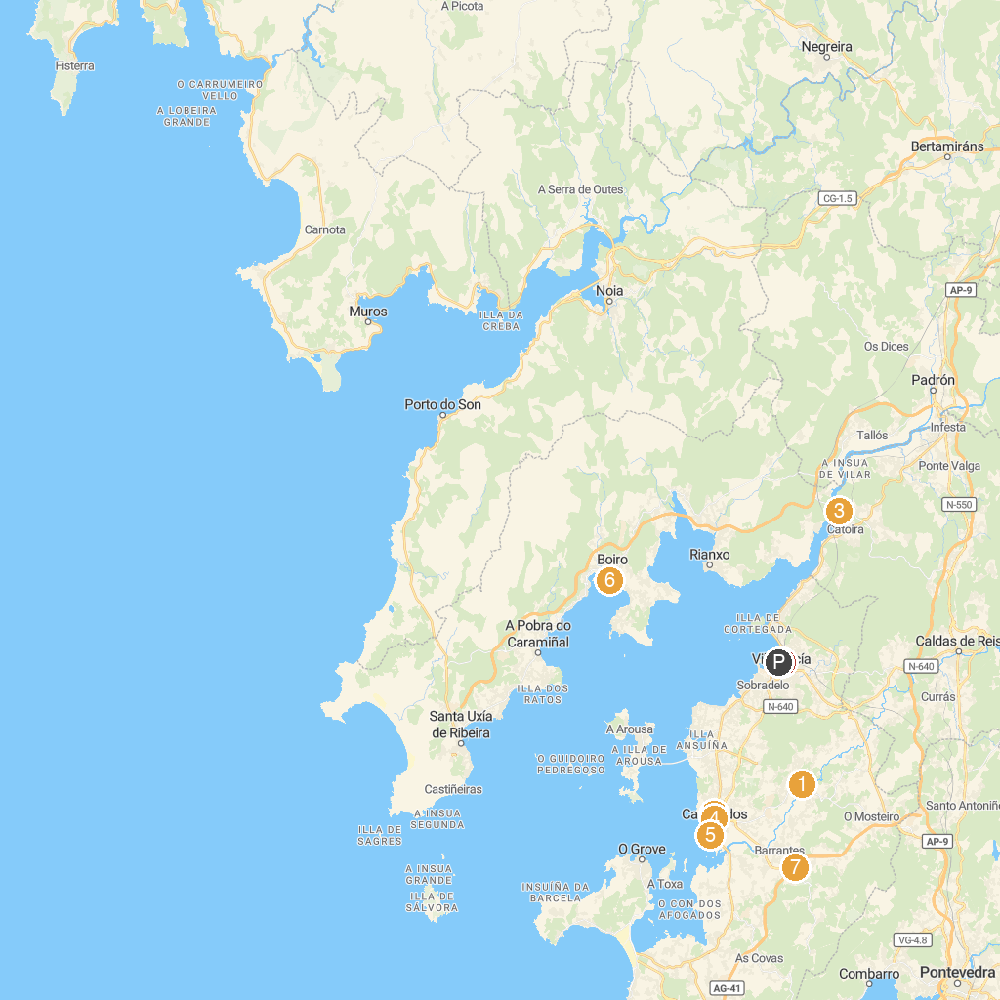 A Picota
Negreira
Fisterra
O CARRUMEIRO
VELLO
A LOBEIRA
GRANDE
Bertamiráns
A Serra de Outes
CG-1.5
Carnota
Noia
AP-9
Muros
ILLA DA
CREBA
Os Dices
Padrón
Porto do Son
Tallós
Infesta
A INSUA
DE VILAR
Ponte Valga
N-550
3
Catoira
Boiro
Rianxo
6
ILLA DE
CORTEGADA
A Pobra do
Caramiñal
Caldas de Reis
P
N-640
Sobradelo
ILLA DOS
RATOS
Currás
N-640
Santa Uxía
de Ribeira
A Arousa
ILLA
ANSUÍÑA
A ILLA DE
AROUSA
O GUIDOIRO
PEDREGOSO
Castiñeiras
1
A INSUA
SEGUNDA
4
O Mosteiro
Santo Antoniño
ILLA DE
SAGRES
5
AP-9
O Grove
Barrantes
7
A INSUA
GRANDE
A Toxa
ILLA DE
SÁLVORA
INSUÍÑA DA
BARCELA
O CON DOS
AFOGADOS
VG-4.8
As Covas
Combarro
Pontevedra
AG-41